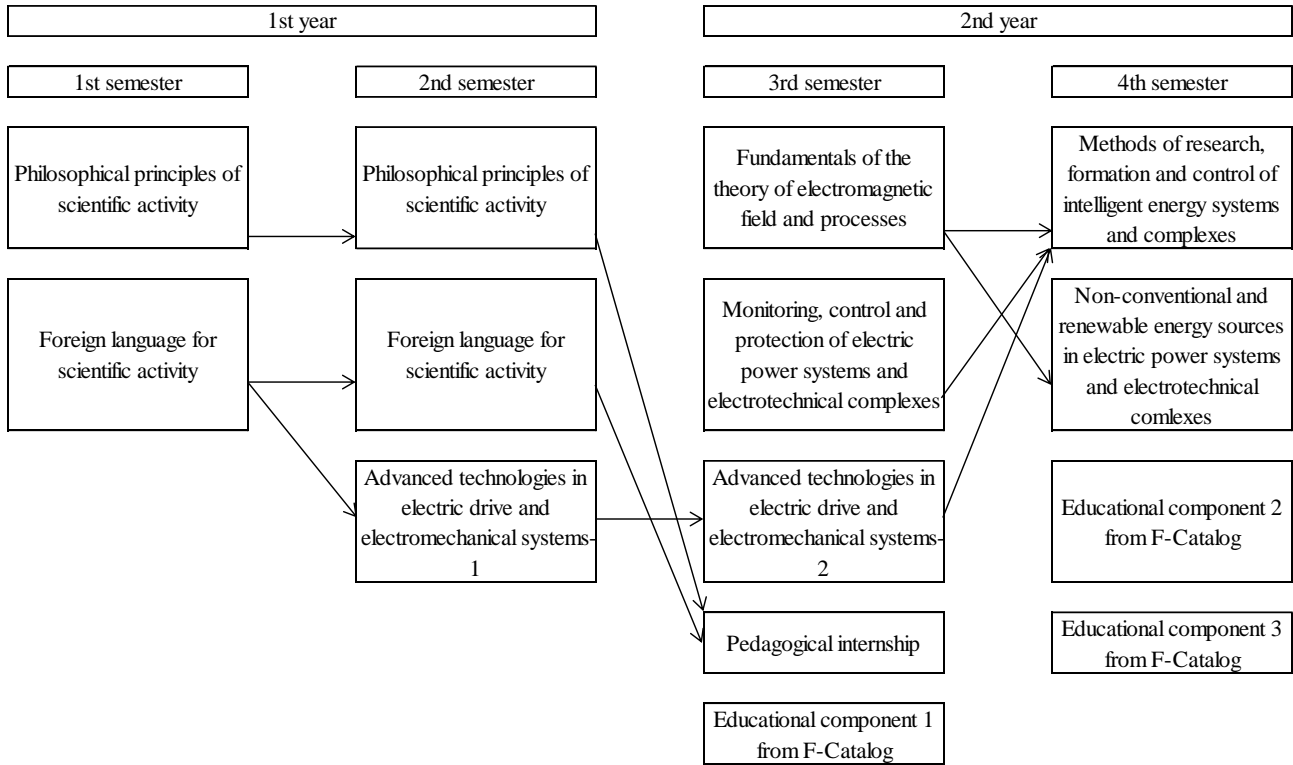 1st year
2nd year
1st semester
2nd semester
3rd semester
4th semester
Philosophical principles of
scientific activity
Philosophical principles of
scientific activity
Fundamentals of the
theory of electromagnetic
field and processes
Methods of research,
formation and control of
intelligent energy systems
and complexes
Foreign language for
scientific activity
Foreign language for
scientific activity
Monitoring, control and
protection of electric
power systems and
electrotechnical complexes
Non-conventional and
renewable energy sources
in electric power systems
and electrotechnical
comlexes
Advanced technologies in
electric drive and
electromechanical systems-
1
Advanced technologies in
electric drive and
electromechanical systems-
2
Educational component 2
from F-Catalog
Pedagogical internship
Educational component 3
from F-Catalog
Educational component 1
from F-Catalog